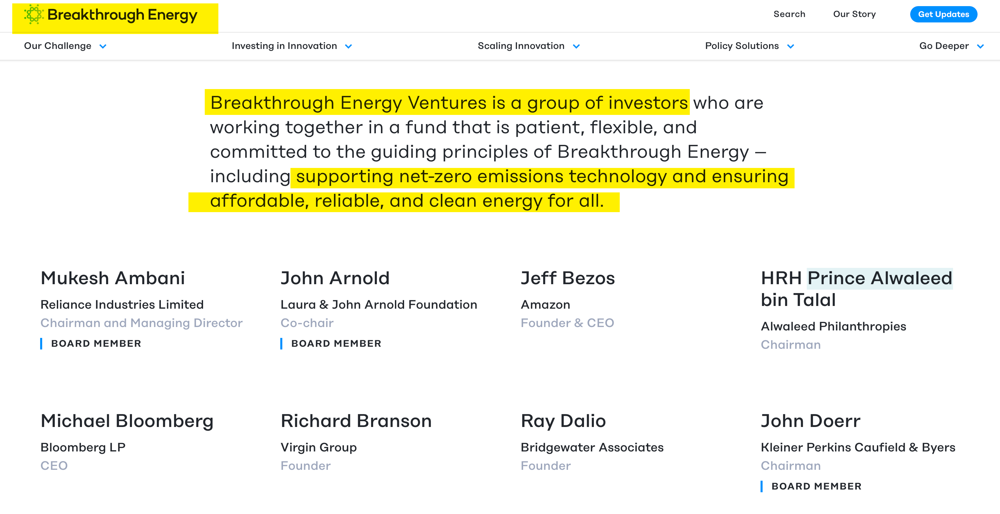 Breakthrough Energy
Search Our Story Get Updates
Our Challenge Investing in Innovation Scaling Innovation Policy Solutions Go Deeper
Breakthrough Energy Ventures is a group of investors who are
working together in a fund that is patient, flexible, and
committed to the guiding principles of Breakthrough Energy —
including supporting net-zero emissions technology and ensuring
affordable, reliable, and clean energy for all.
Mukesh Ambani
Reliance Industries Limited
Chairman and Managing Director
BOARD MEMBER
John Arnold
Laura & John Arnold Foundation
Co-chair
BOARD MEMBER
Jeff Bezos
Amazon
Founder & CEO
HRH Prince Alwaleed
bin Talal
Alwaleed Philanthropies
Chairman
Michael Bloomberg
Bloomberg LP
CEO
Richard Branson
Virgin Group
Founder
Ray Dalio
Bridgewater Associates
Founder
John Doerr
Kleiner Perkins Caufield & Byers
Chairman
BOARD MEMBER